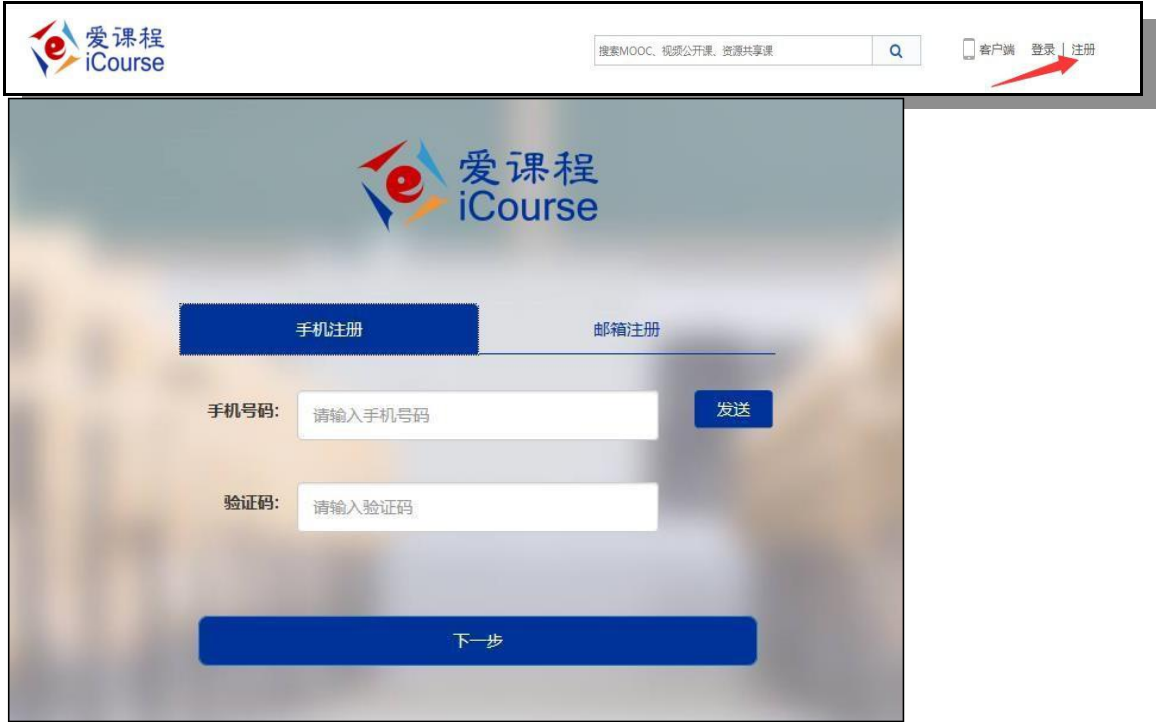 爱课程
iCourse
搜索MOOC、视频公开课、资源共享课
客户端 登录 | 注册
爱课程
iCourse
手机注册 邮箱注册
手机号码: 请输入手机号码 发送
验证码: 请输入验证码
下一步